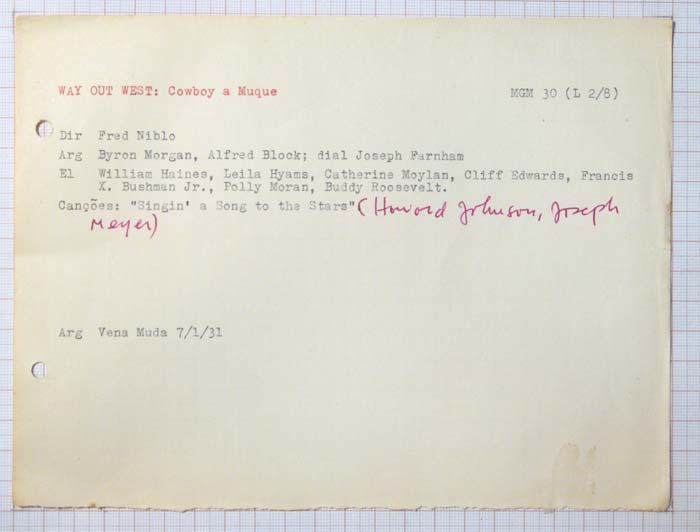 WAY OUT WEST: Cowboy a Muque MGM 30 (L 2/8)
Dir Fred Niblo
Arg Byron Morgan, Alfred Block; dial Joseph Farnham
El William Haines, Leila Hyams, Catherine Moylan, Cliff Edwards, Francis
X. Bushman Jr., Polly Moran, Buddy Roosevelt.
Canções: "Singin' a Song to the Stars" (Howard Johnson, Joseph
Meyer)
Arg Vena Muda 7/1/31